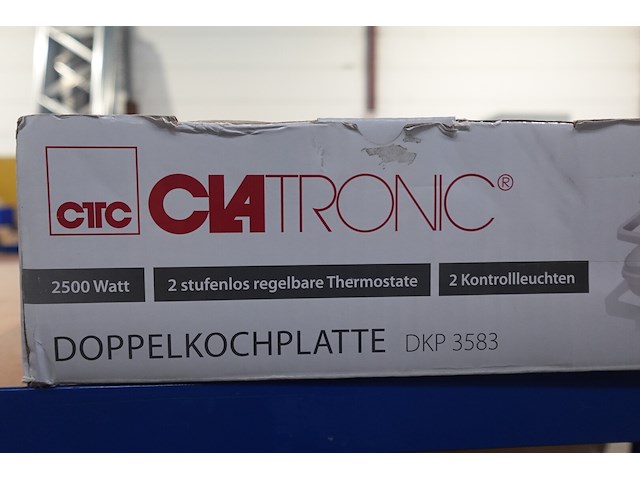 CTC CLATRONIC®
2500 Watt 2 stufenlos regelbare Thermostate 2 Kontrollleuchten
DOPPELKOCHPLATTE DKP 3583